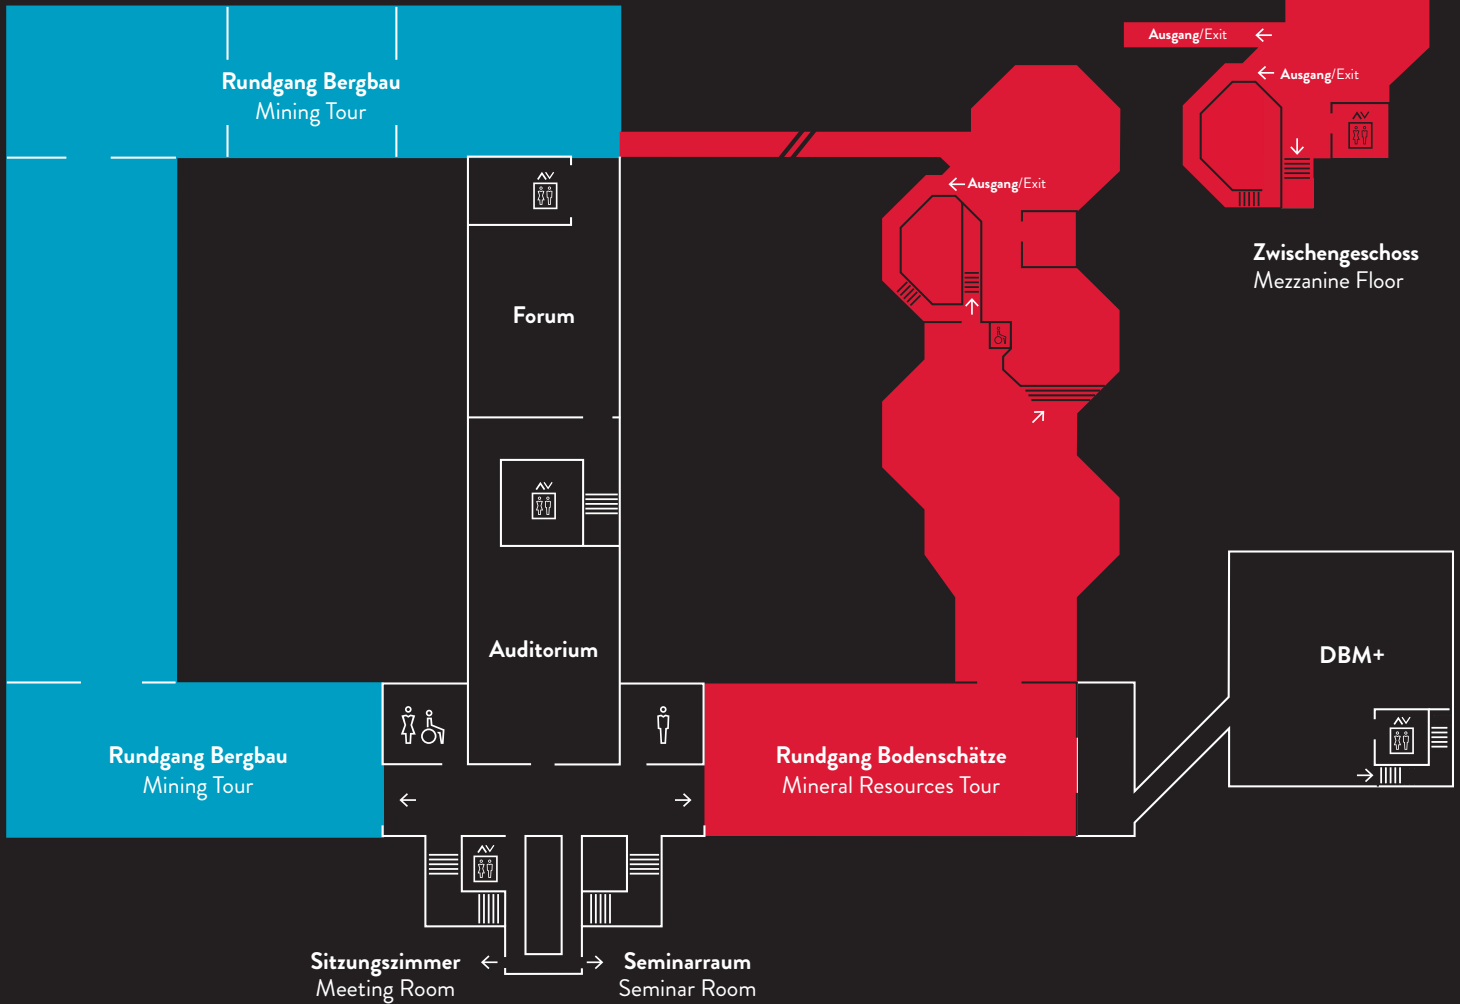 Ausgang/Exit
Ausgang/Exit
Rundgang Bergbau
Mining Tour
Ausgang/Exit
Zwischengeschoss
Mezzanine Floor
Forum
Auditorium
DBM+
Rundgang Bergbau
Mining Tour
Rundgang Bodenschätze
Mineral Resources Tour
Sitzungszimmer
Meeting Room
Seminarraum
Seminar Room